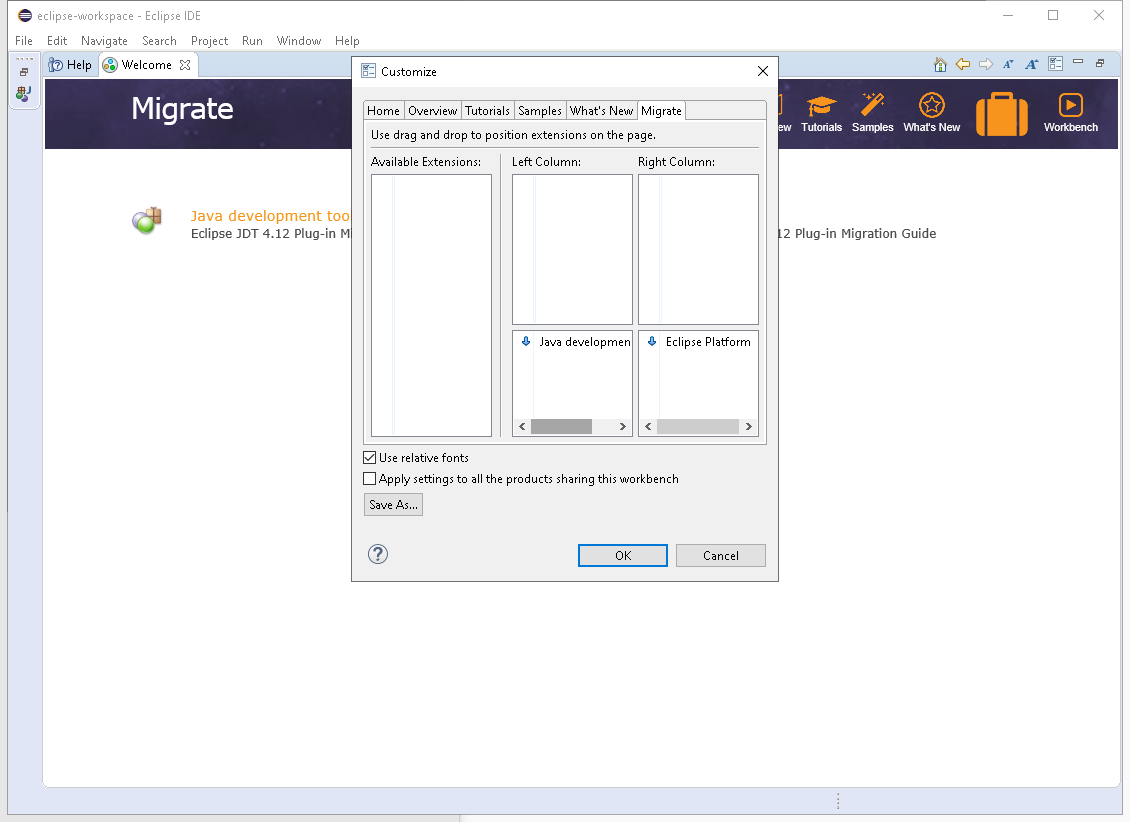 eclipse-workspace - Eclipse IDE
File Edit Navigate Search Project Run Window Help
Help Welcome
Migrate
ew Tutorials Samples What's New Workbench
Java development too
Eclipse JDT 4.12 Plug-in Mi
12 Plug-in Migration Guide
Customize
Home Overview Tutorials Samples What's New Migrate
Use drag and drop to position extensions on the page.
Available Extensions: Left Column: Right Column:
Java developmen Eclipse Platform
Use relative fonts
Apply settings to all the products sharing this workbench
Save As...
OK Cancel